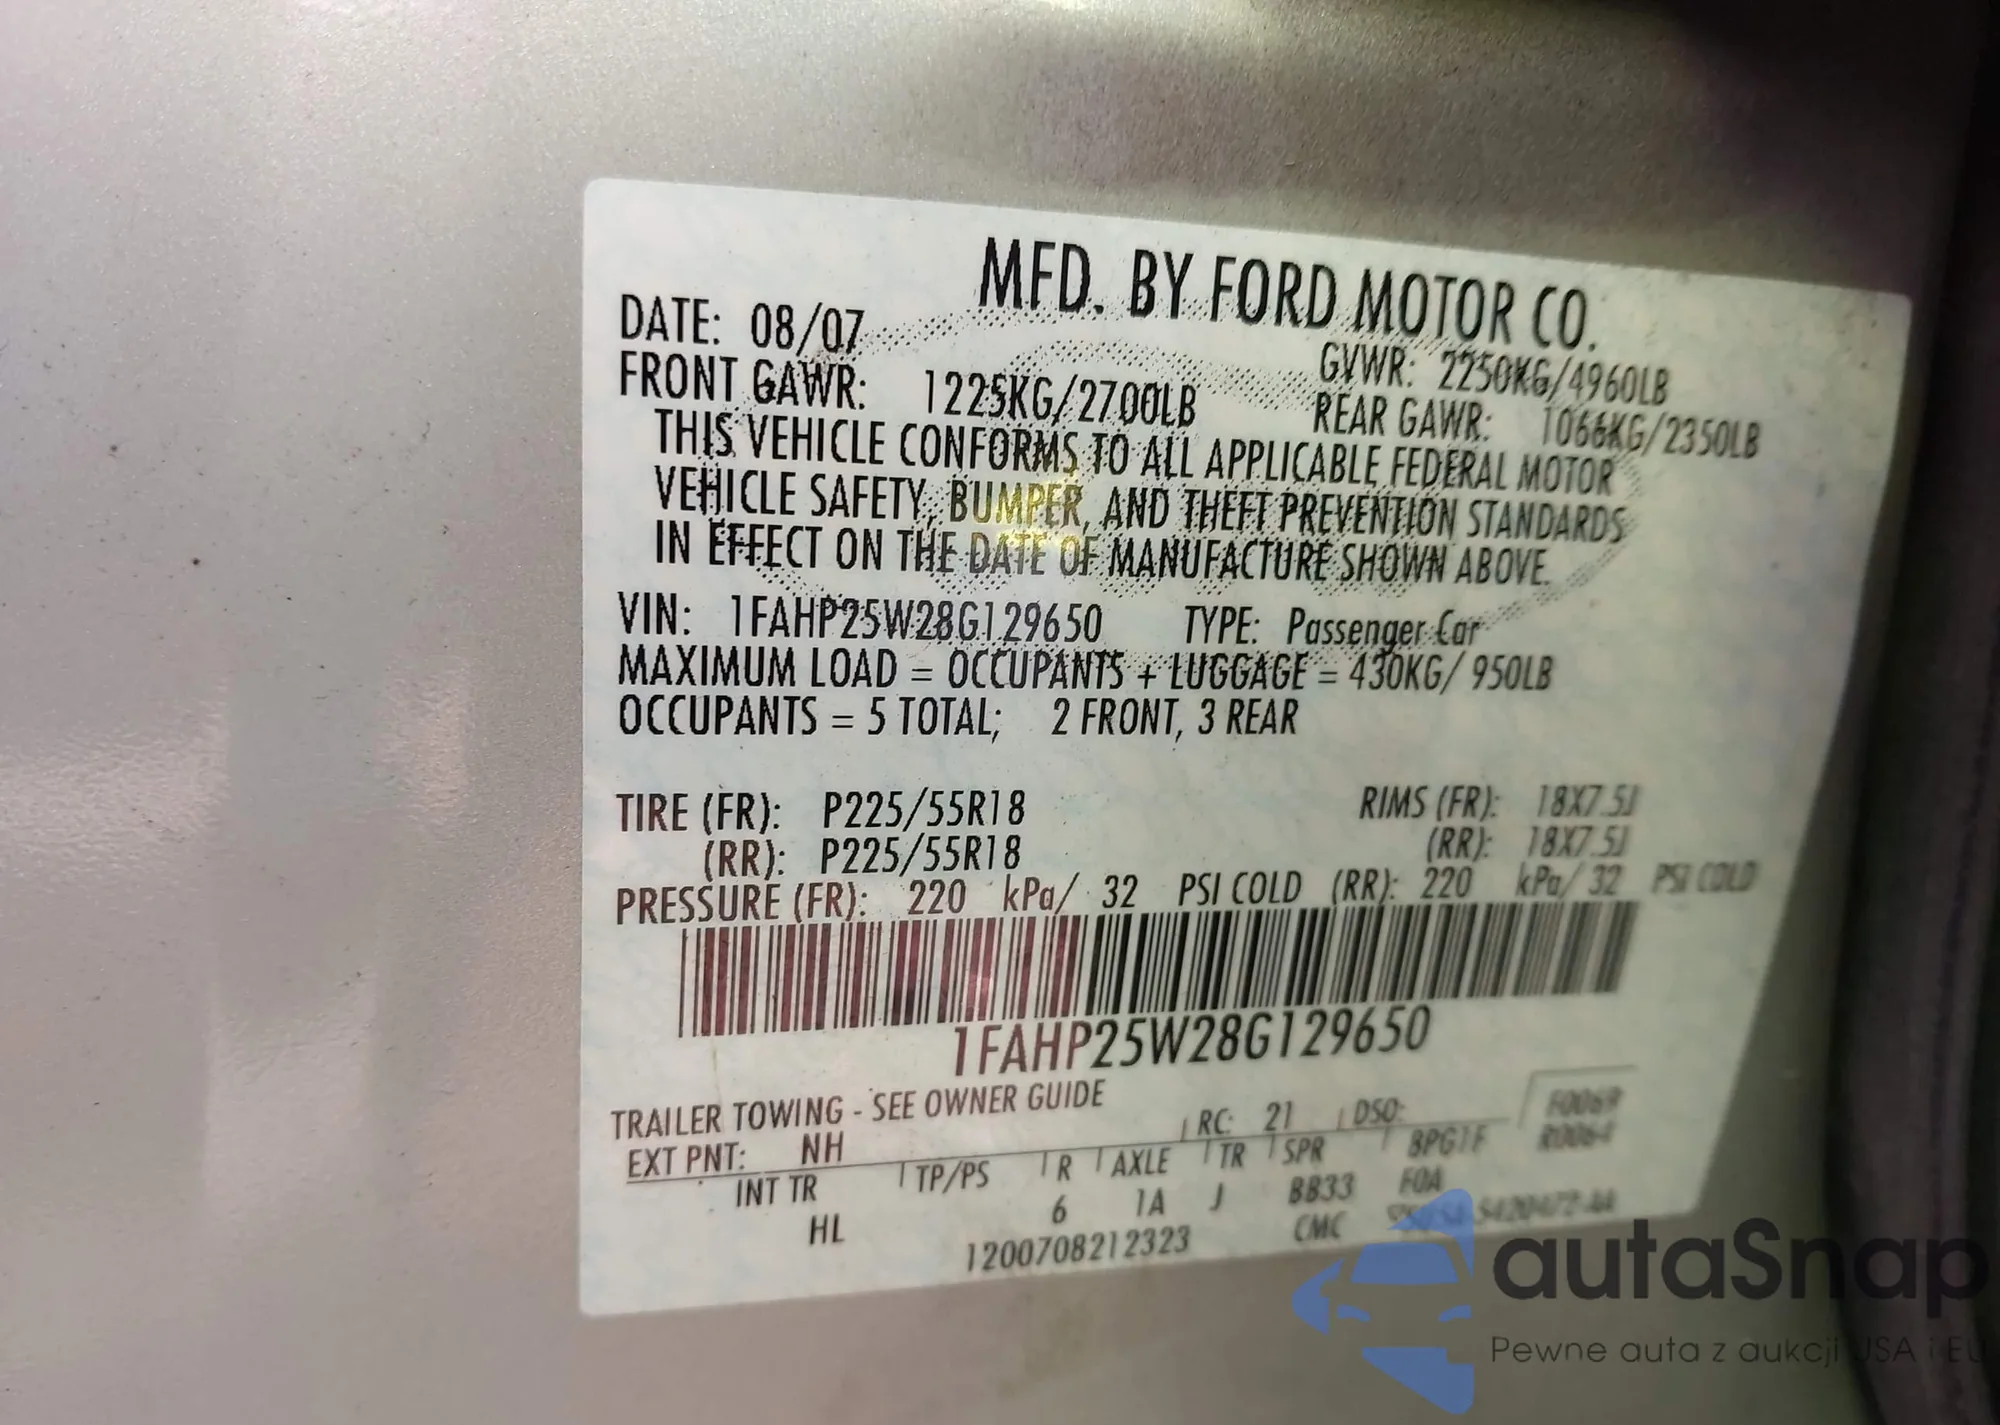 MFD. BY FORD MOTOR CO.
DATE: 08/07
GVWR: 2250KG/4960LB
FRONT GAWR: 1225KG/2700LB
REAR GAWR: 1066KG/2350LB
THIS VEHICLE CONFORMS TO ALL APPLICABLE FEDERAL MOTOR
VEHICLE SAFETY, BUMPER, AND THEFT PREVENTION STANDARDS
IN EFFECT ON THE DATE OF MANUFACTURE SHOWN ABOVE.
VIN: 1FAHP25W28G129650 TYPE: Passenger Car
MAXIMUM LOAD = OCCUPANTS + LUGGAGE = 430KG/ 950LB
OCCUPANTS = 5 TOTAL; 2 FRONT, 3 REAR
TIRE (FR): P225/55R18 RIMS (FR): 18X7.5J
(RR): P225/55R18 (RR): 18X7.5J
PRESSURE (FR): 220 kPa/ 32 PSI COLD (RR): 220 kPa/ 32 PSI COLD
1FAHP25W28G129650
TRAILER TOWING - SEE OWNER GUIDE
EXT PNT: NH RC: 21 DSO:
F0069
R0064
INT TR TP/PS R AXLE TR SPR BPG1F
HL 6 1A J BB33 FOA
1200708212323 CMC
autaSnap
Pewne auta z aukcji USA i EU